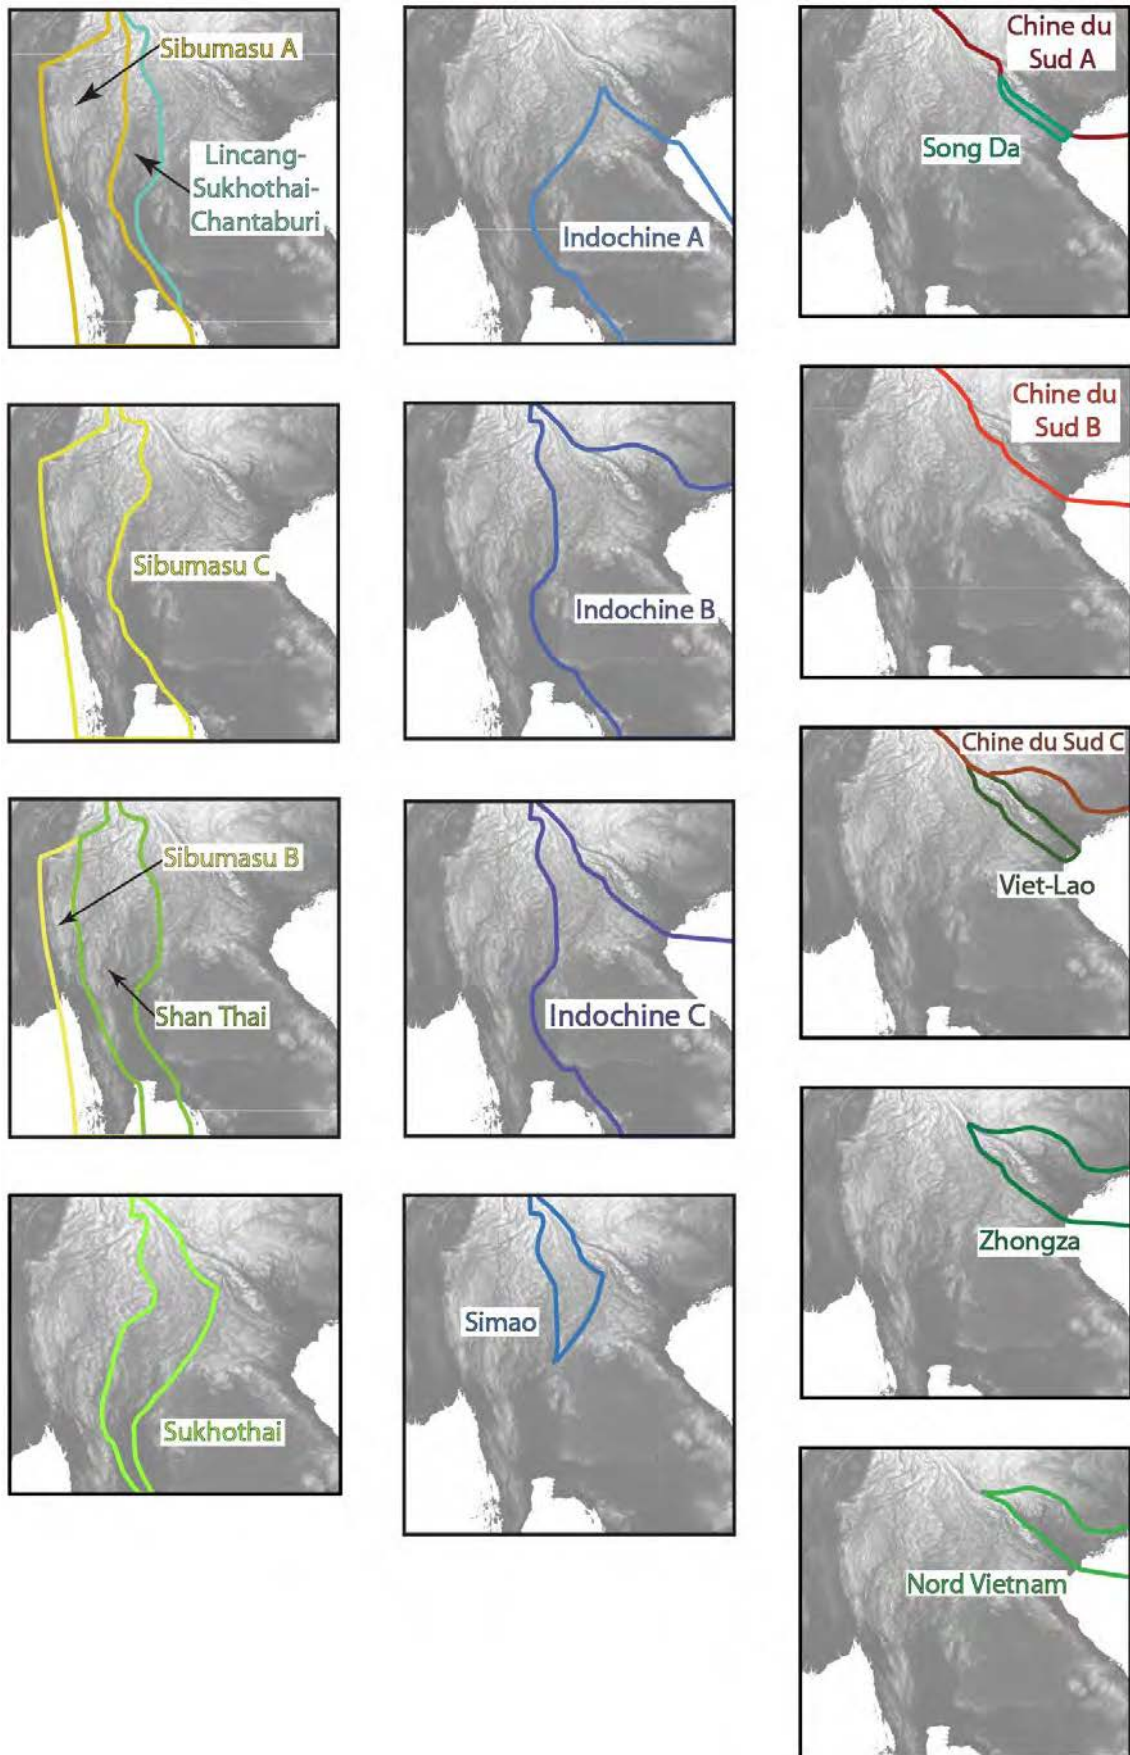 Sibumasu A
Lincang-
Sukhothai-
Chantaburi
Sibumasu C
Sibumasu B
Shan Thai
Sukhothai
Indochine A
Indochine B
Indochine C
Simao
Chine du
Sud A
Song Da
Chine du
Sud B
Chine du Sud C
Viet-Lao
Zhongza
Nord Vietnam